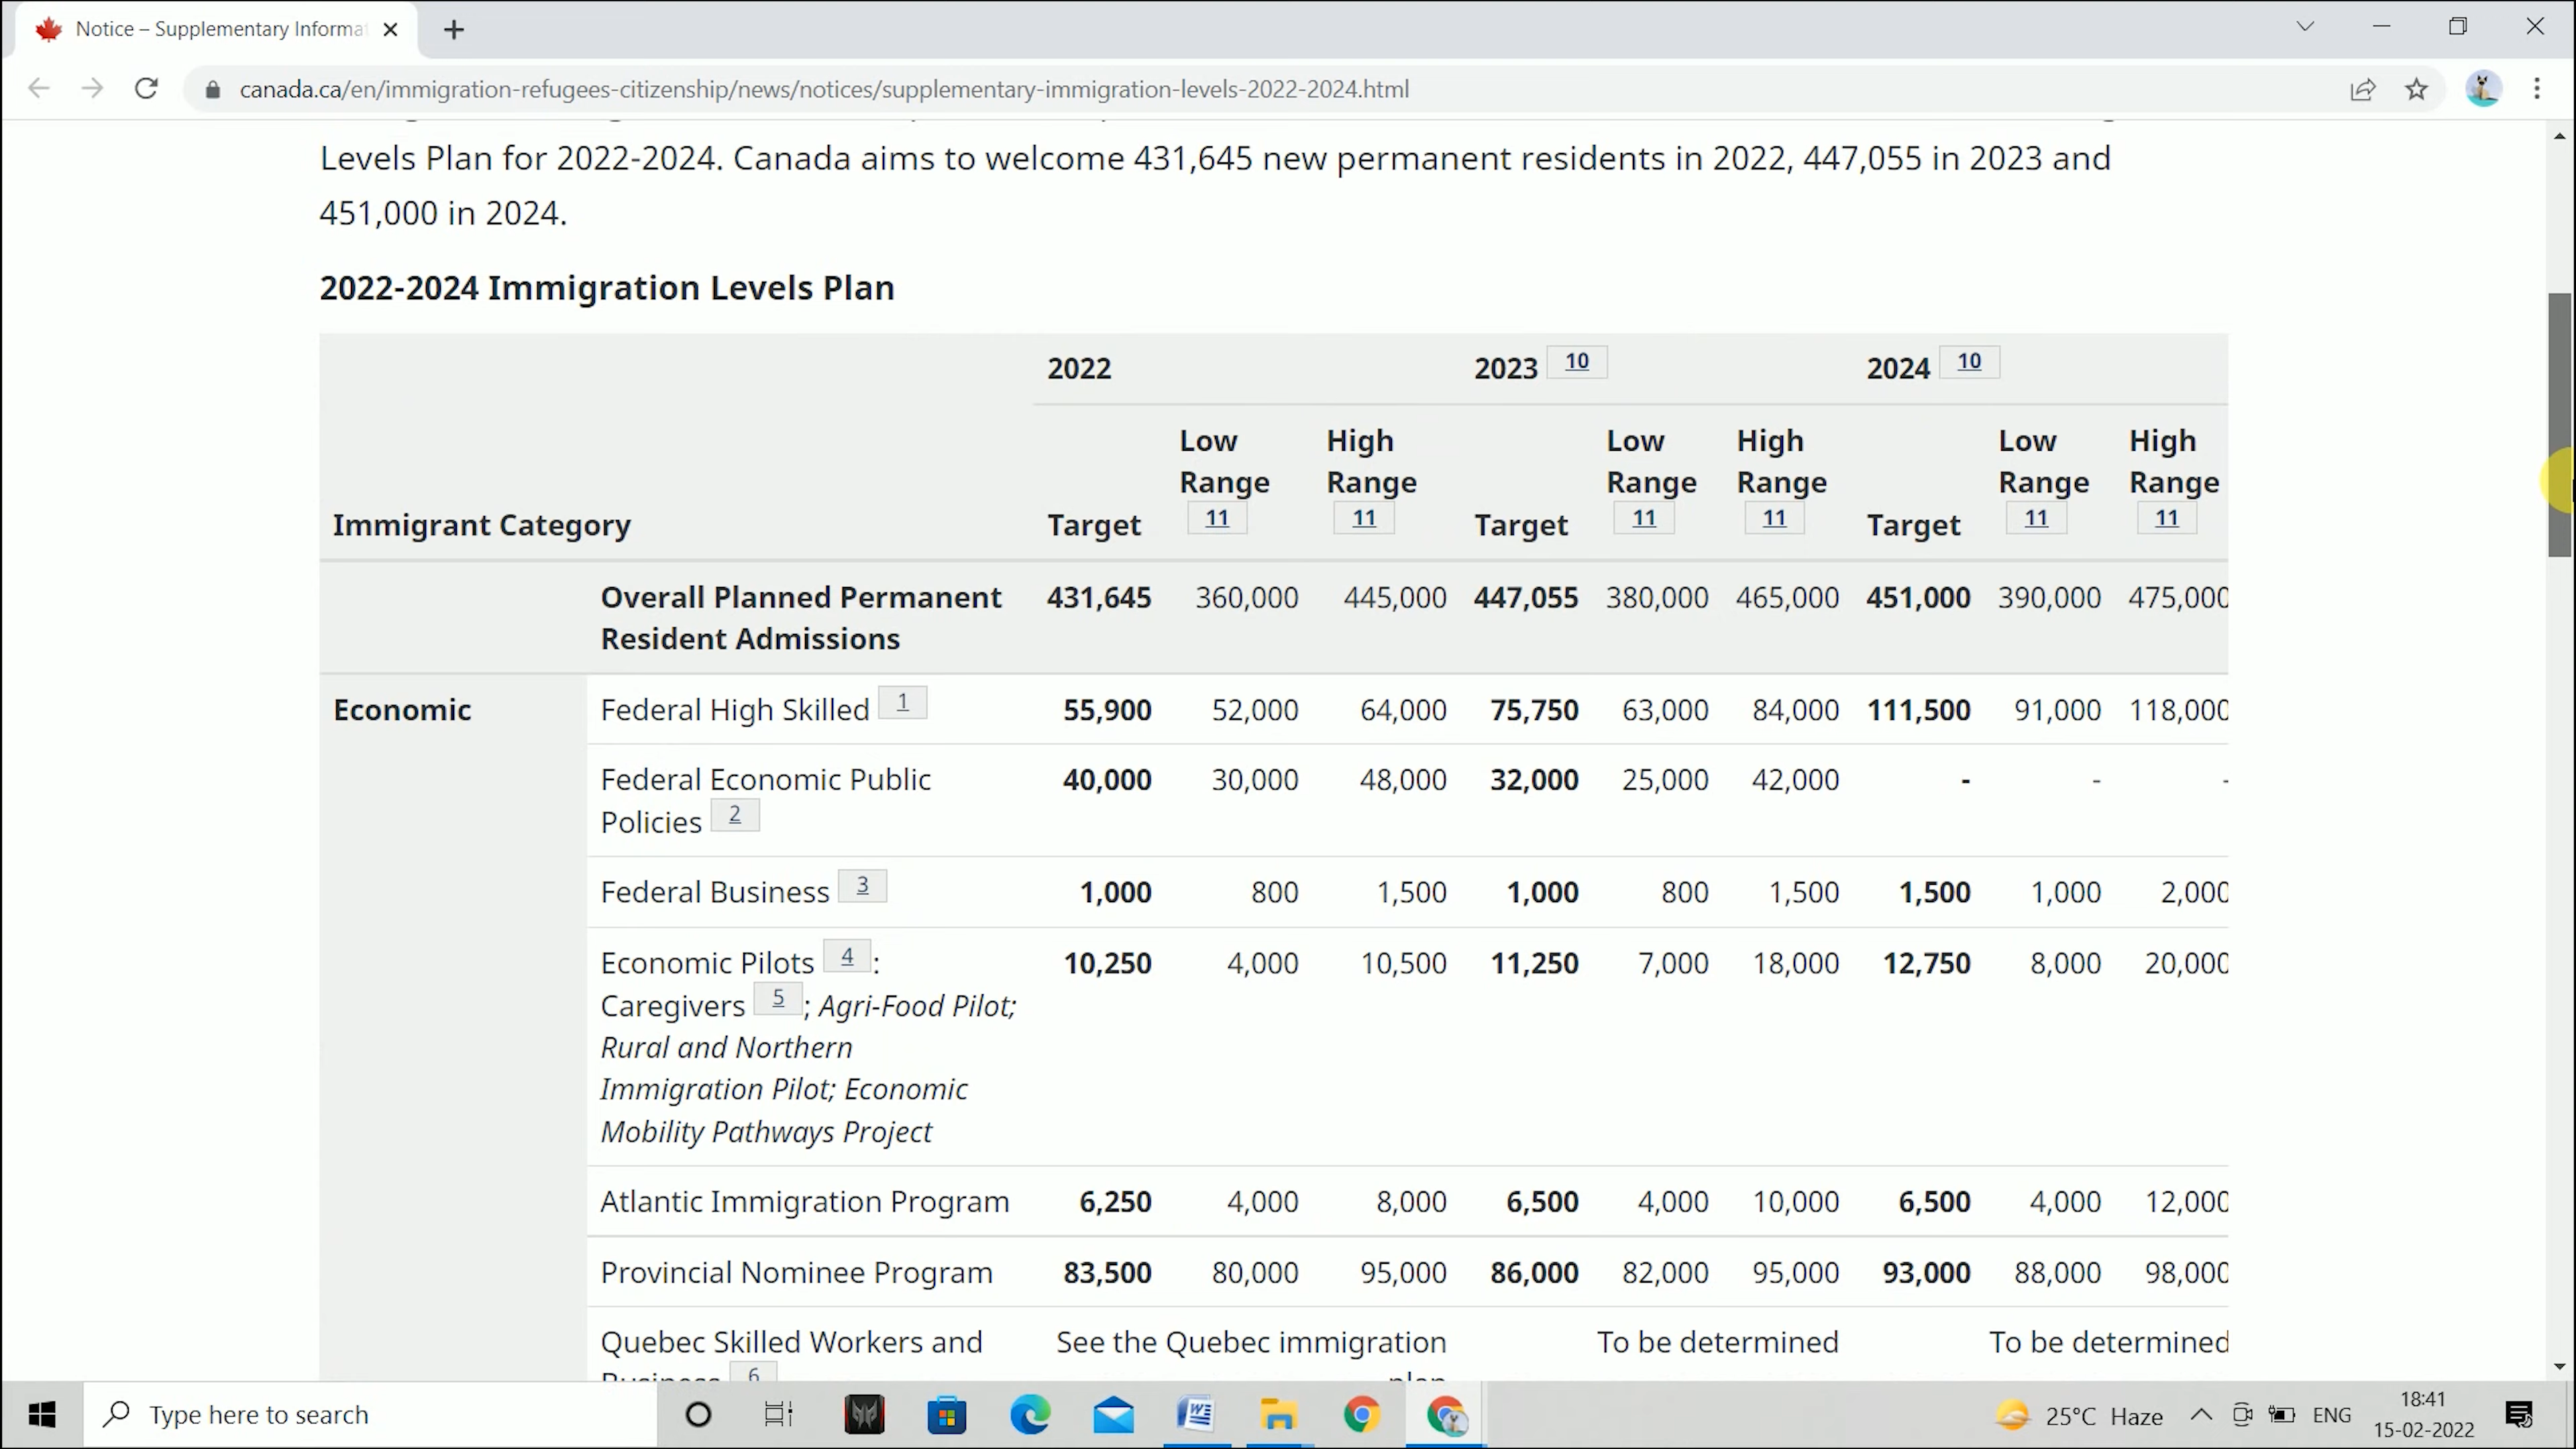 Notice – Supplementary Informa
canada.ca/en/immigration-refugees-citizenship/news/notices/supplementary-immigration-levels-2022-2024.html
Levels Plan for 2022-2024. Canada aims to welcome 431,645 new permanent residents in 2022, 447,055 in 2023 and
451,000 in 2024.
2022-2024 Immigration Levels Plan
2022 2023 10 2024 10
Low High Low High Low High
Range Range Range Range Range Range
Immigrant Category Target 11 11 Target 11 11 Target 11 11
Overall Planned Permanent 431,645 360,000 445,000 447,055 380,000 465,000 451,000 390,000 475,000
Resident Admissions
Economic Federal High Skilled 1 55,900 52,000 64,000 75,750 63,000 84,000 111,500 91,000 118,000
Federal Economic Public 40,000 30,000 48,000 32,000 25,000 42,000 - - -
Policies 2
Federal Business 3 1,000 800 1,500 1,000 800 1,500 1,500 1,000 2,000
Economic Pilots 4 : 10,250 4,000 10,500 11,250 7,000 18,000 12,750 8,000 20,000
Caregivers 5 ; Agri-Food Pilot;
Rural and Northern
Immigration Pilot; Economic
Mobility Pathways Project
Atlantic Immigration Program 6,250 4,000 8,000 6,500 4,000 10,000 6,500 4,000 12,000
Provincial Nominee Program 83,500 80,000 95,000 86,000 82,000 95,000 93,000 88,000 98,000
Quebec Skilled Workers and See the Quebec immigration To be determined To be determined
Business 6 plan
Type here to search
25°C Haze
ENG
18:41
15-02-2022